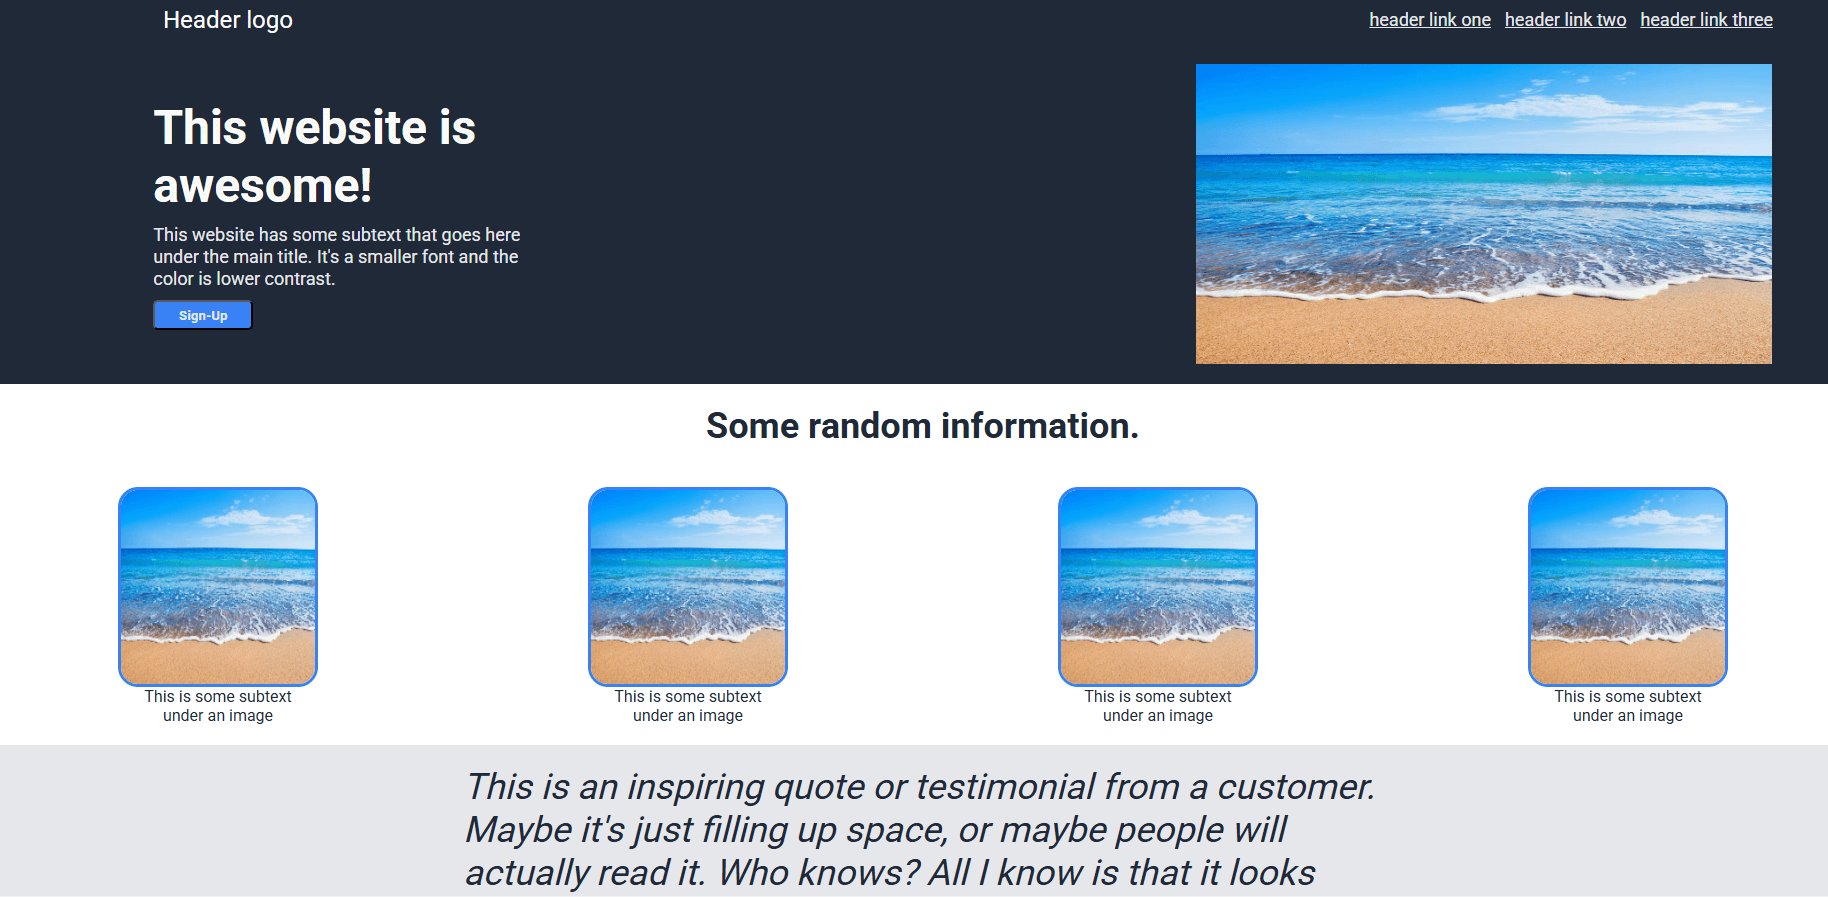 Header logo
header link one header link two header link three
This website is
awesome!
This website has some subtext that goes here
under the main title. It's a smaller font and the
color is lower contrast.
Sign-Up
Some random information.
This is some subtext
under an image
This is some subtext
under an image
This is some subtext
under an image
This is some subtext
under an image
This is an inspiring quote or testimonial from a customer.
Maybe it's just filling up space, or maybe people will
actually read it. Who knows? All I know is that it looks